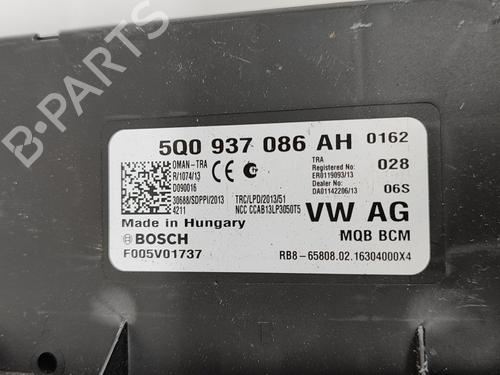 5Q0 937 086 AH 0162
OMAN-TRA
R/1074/13
D090016
30688/SDPPI/2013
4211
TRC/LPD/2013/51
NCC CCAB13LP3050T5
TRA
Registered No:
ER0119093/13
Dealer No:
DA01142206/13
028
06S
Made in Hungary
VW AG
BOSCH
MQB BCM
F005V01737
RB8-65808.02.16304000X4
B-PARTS